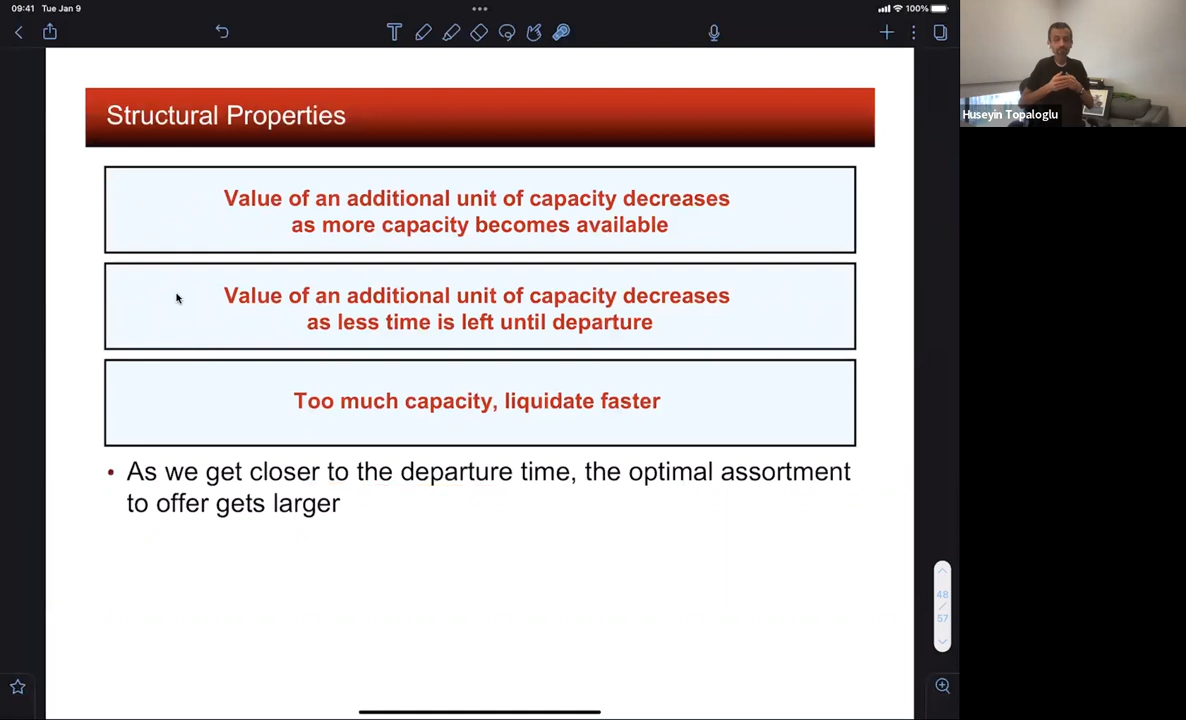 09:41 Tue Jan 9
100%
Huseyin Topaloglu
Structural Properties
Value of an additional unit of capacity decreases
as more capacity becomes available
Value of an additional unit of capacity decreases
as less time is left until departure
Too much capacity, liquidate faster
• As we get closer to the departure time, the optimal assortment
to offer gets larger
48
/
57